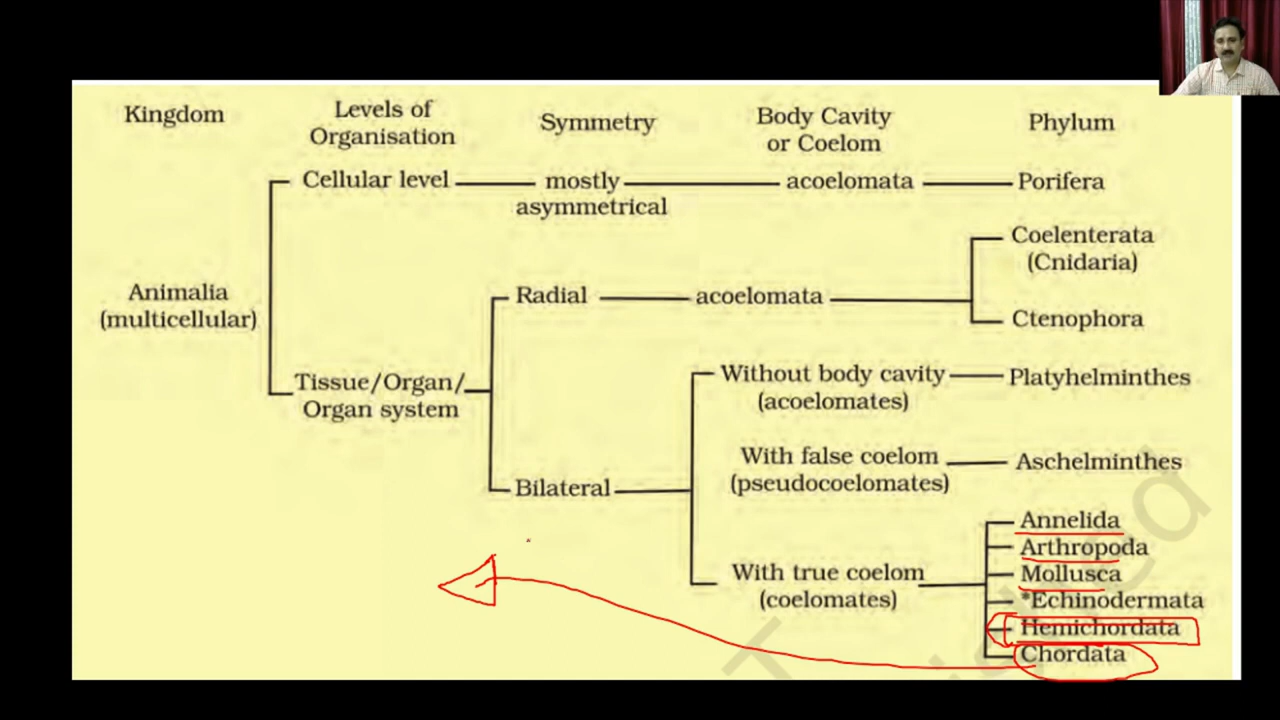 Kingdom
Levels of
Organisation
Symmetry
Body Cavity
or Coelom
Phylum
Cellular level
mostly
asymmetrical
acoelomata
Porifera
Animalia
(multicellular)
Tissue/Organ/
Organ system
Radial
acoelomata
Coelenterata
(Cnidaria)
Ctenophora
Bilateral
Without body cavity
(acoelomates)
Platyhelminthes
With false coelom
(pseudocoelomates)
Aschelminthes
With true coelom
(coelomates)
Annelida
Arthropoda
Mollusca
*Echinodermata
Hemichordata
Chordata